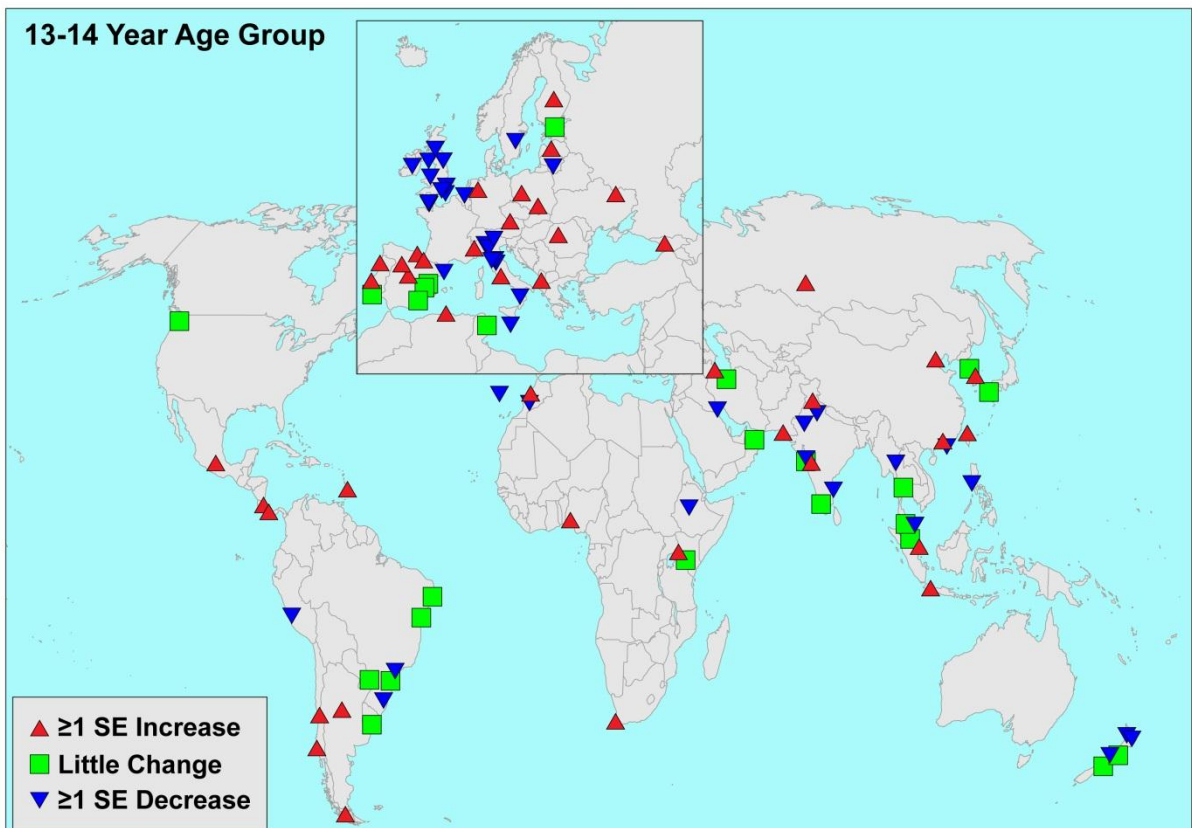 13-14 Year Age Group
≥1 SE Increase
Little Change
≥1 SE Decrease